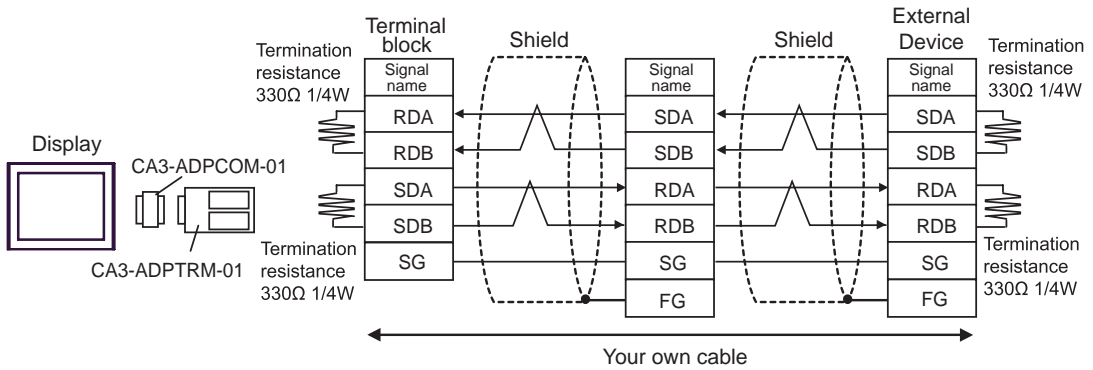 Display
CA3-ADPCOM-01
CA3-ADPTRM-01
Termination
resistance
330Ω 1/4W
Termination
resistance
330Ω 1/4W
Terminal
block
Signal
name
RDA
RDB
SDA
SDB
SG
Shield
Signal
name
SDA
SDB
RDA
RDB
SG
FG
Shield
External
Device
Signal
name
SDA
SDB
RDA
RDB
SG
FG
Termination
resistance
330Ω 1/4W
Termination
resistance
330Ω 1/4W
Your own cable